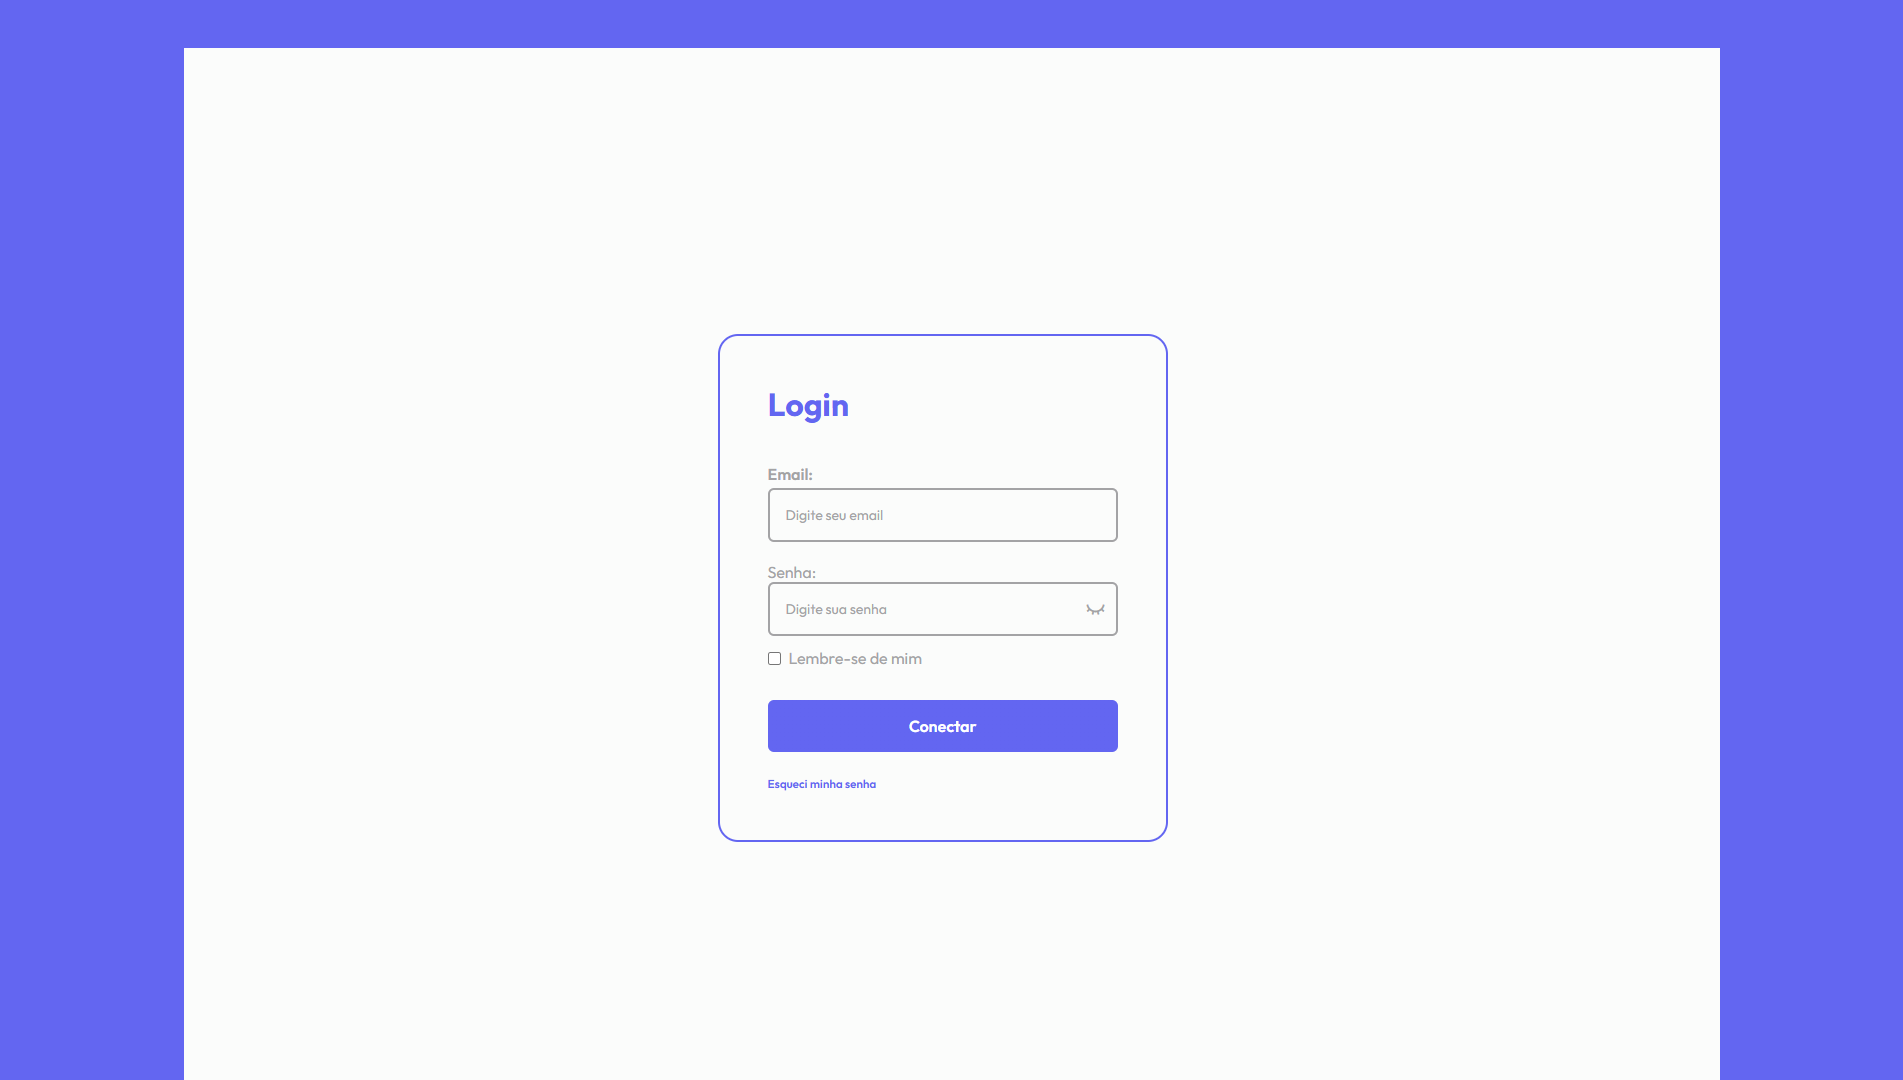 Login
Email:
Digite seu email
Senha:
Digite sua senha
Lembre-se de mim
Conectar
Esqueci minha senha